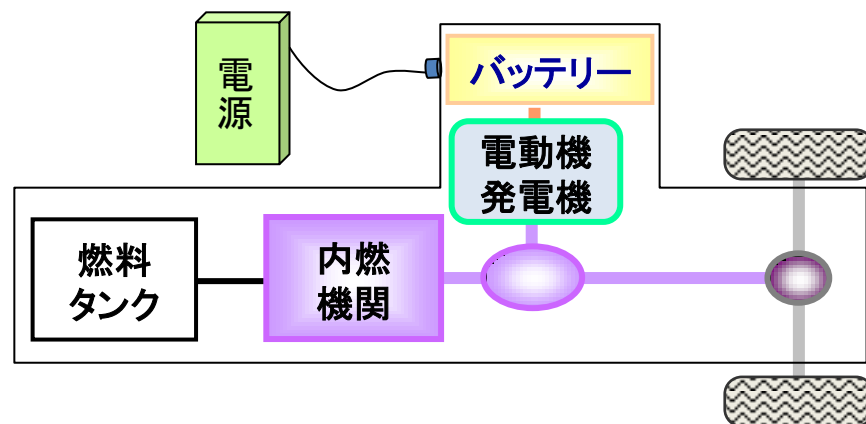 電
源
バッテリー
電動機
発電機
燃料
タンク
内燃
機関